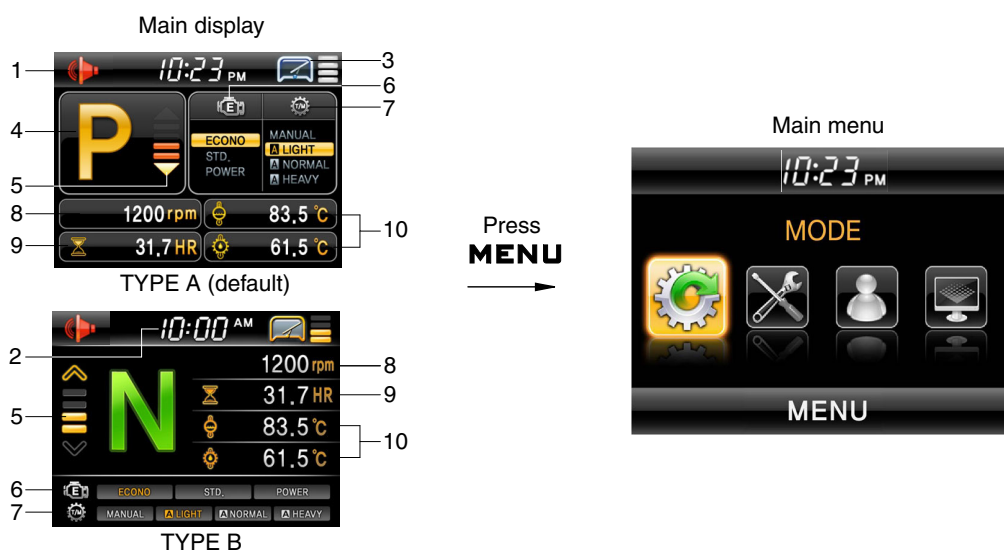 Main display
1
10:23 PM
3
6
7
4
P
E
T/M
ECONO
STD.
POWER
MANUAL
A LIGHT
A NORMAL
A HEAVY
5
8
1200 rpm
83.5 °C
9
31.7 HR
61.5 °C
10
TYPE A (default)
2
10:00 AM
5
N
1200 rpm
8
31.7 HR
9
83.5 °C
61.5 °C
10
6
E
ECONO
STD.
POWER
7
T/M
MANUAL
A LIGHT
A NORMAL
A HEAVY
TYPE B
Press
MENU
Main menu
10:23 PM
MODE
MENU